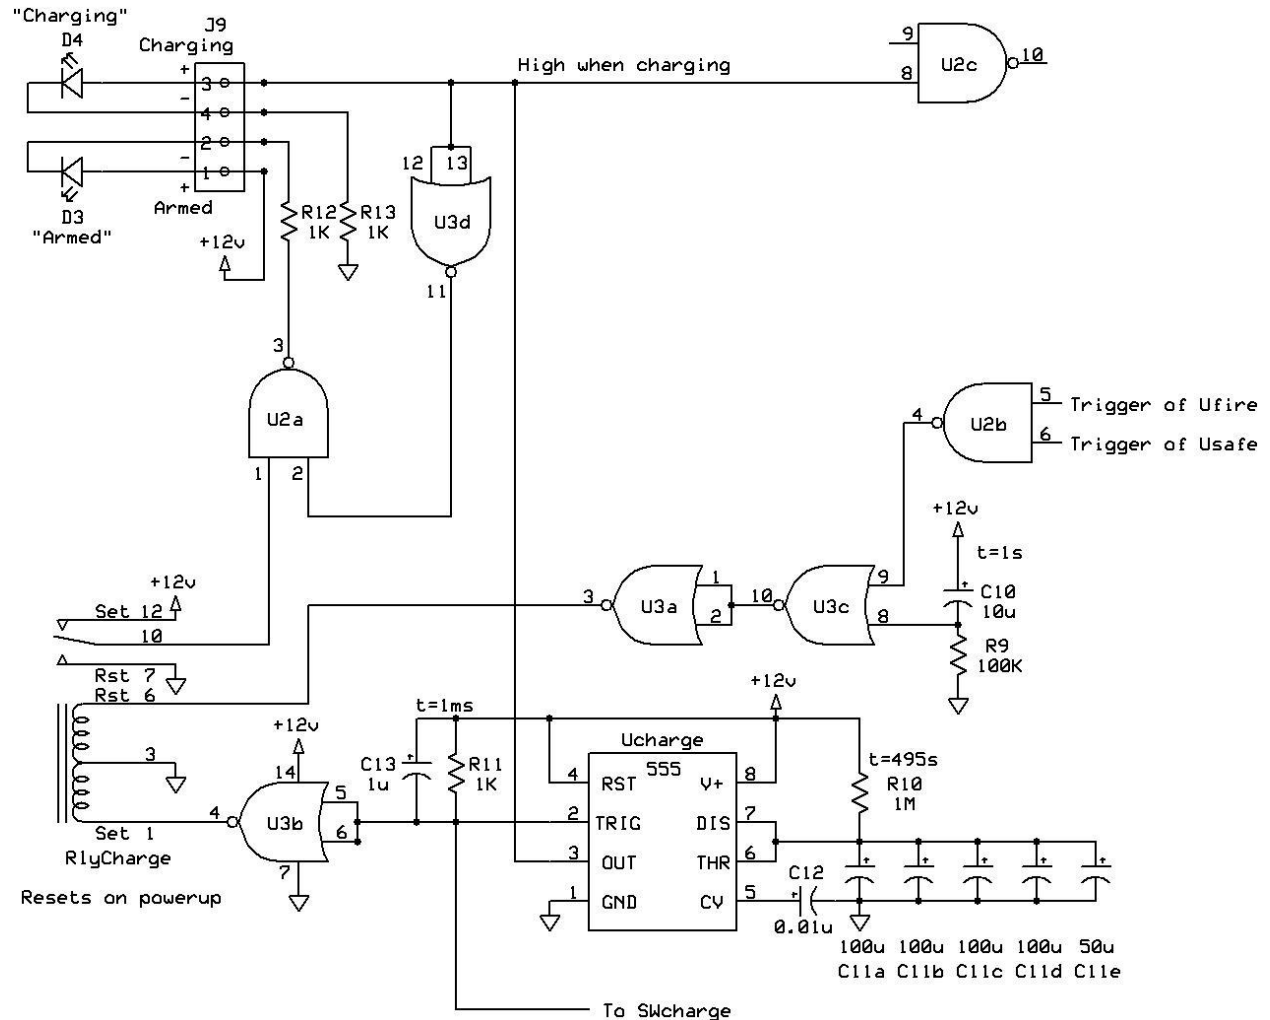 "Charging"
D4
J9
Charging
+
3
-
4
2
-
1
+
Armed
D3
"Armed"
+12v
R12
1K
R13
1K
High when charging
12
13
U3d
11
9
8
U2c
10
3
U2a
1
2
4
U2b
5
Trigger of Ufire
6
Trigger of Usafe
+12v
t=1s
+
C10
10u
R9
100K
3
U3a
1
2
10
U3c
9
8
+12v
Set 12
10
Rst 7
Rst 6
3
Set 1
RlyCharge
Resets on powerup
+12v
14
4
U3b
5
6
7
t=1ms
C13
1u
+
R11
1K
+12v
Ucharge
555
4
RST
V+
8
2
TRIG
DIS
7
3
OUT
THR
6
1
GND
CV
5
t=495s
R10
1M
C12
+
0.01u
+
+
+
+
+
100u
100u
100u
100u
50u
C11a
C11b
C11c
C11d
C11e
To SWcharge